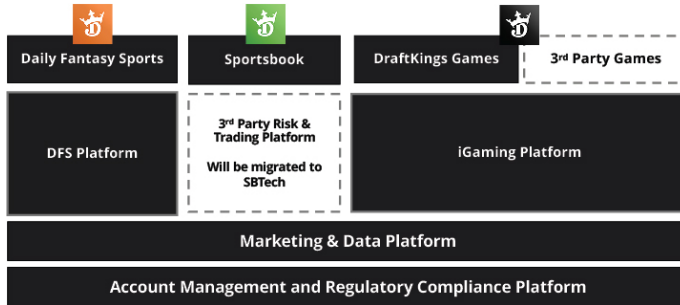 Daily Fantasy Sports
Sportsbook
DraftKings Games
3rd Party Games
DFS Platform
3rd Party Risk &
Trading Platform
Will be migrated to
SBTech
iGaming Platform
Marketing & Data Platform
Account Management and Regulatory Compliance Platform